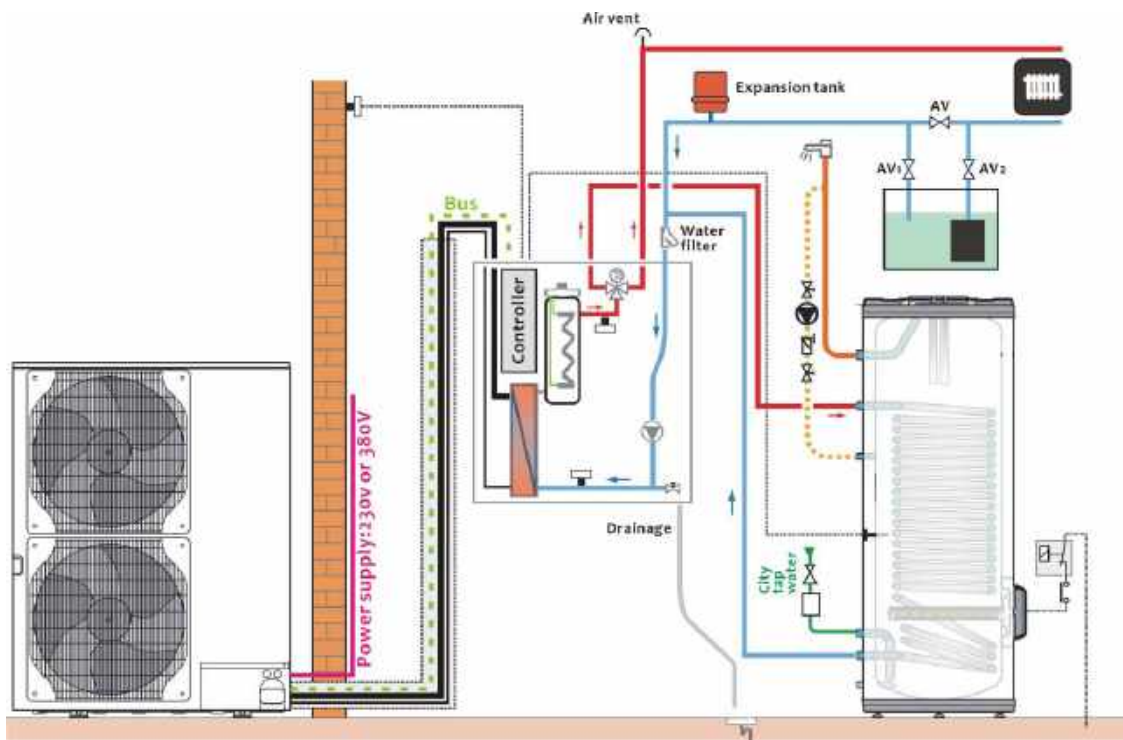 Air vent
Expansion tank
AV
AV1
AV2
Bus
Water
filter
Controller
Power supply:230v or 380V
Drainage
City
tap
water